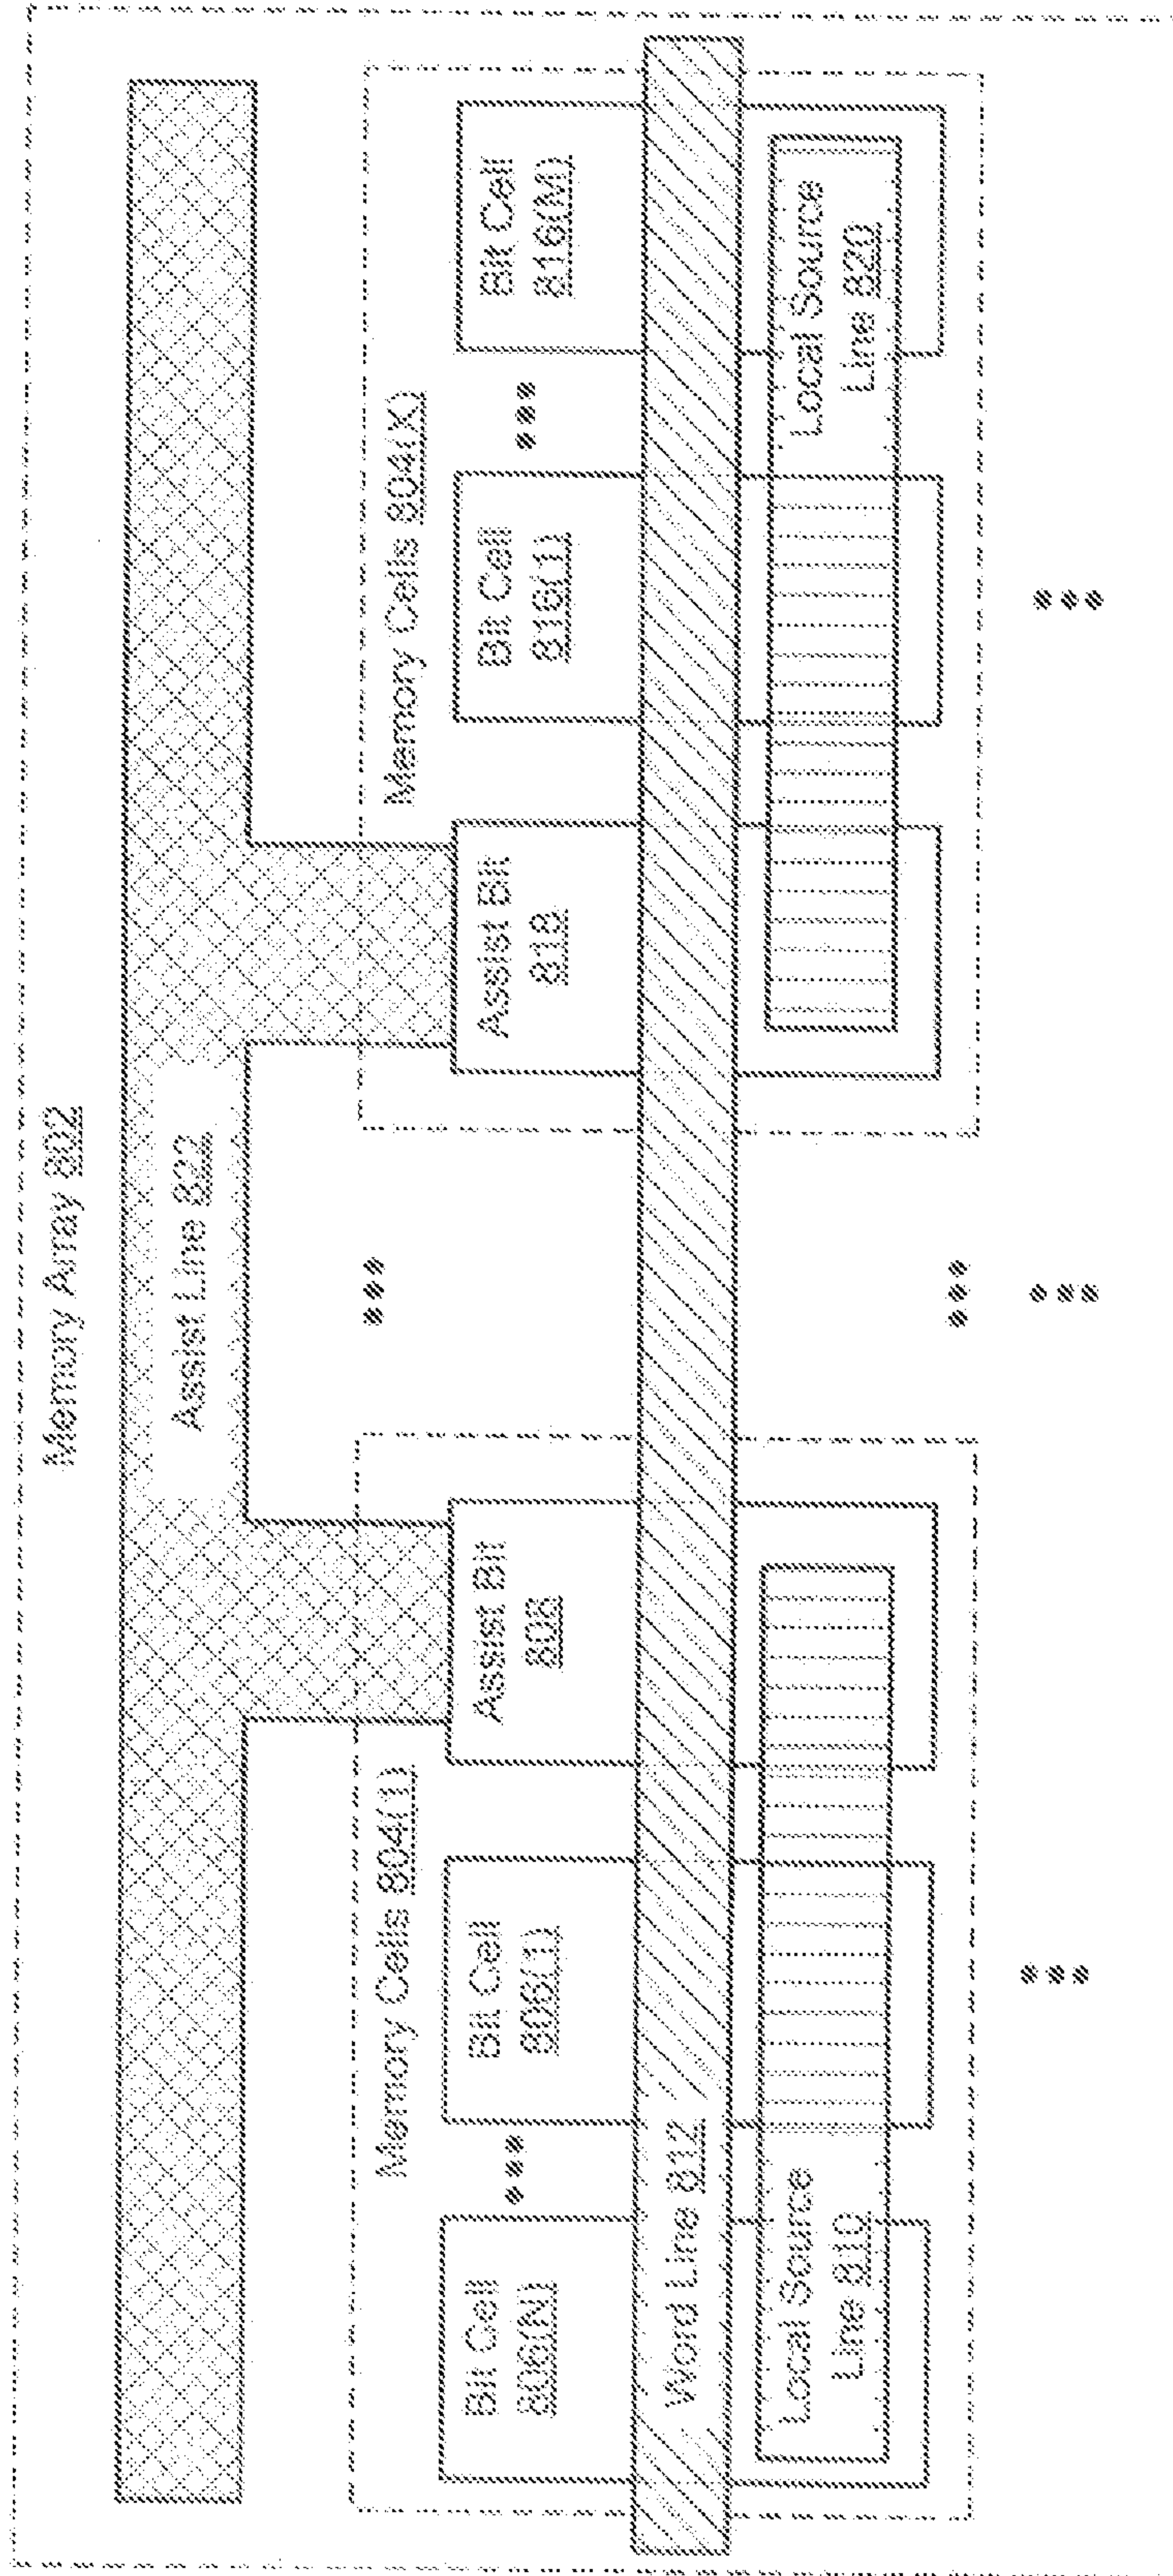 Memory Array 802
Assist Line 822
Memory Cells 804(1)
Bit Cell
806(N)
Bit Cell
806(1)
Assist Bit
808
Word Line 812
Local Source
Line 810
Memory Cells 804(X)
Assist Bit
818
Bit Cell
816(1)
Bit Cell
816(M)
Local Source
Line 820